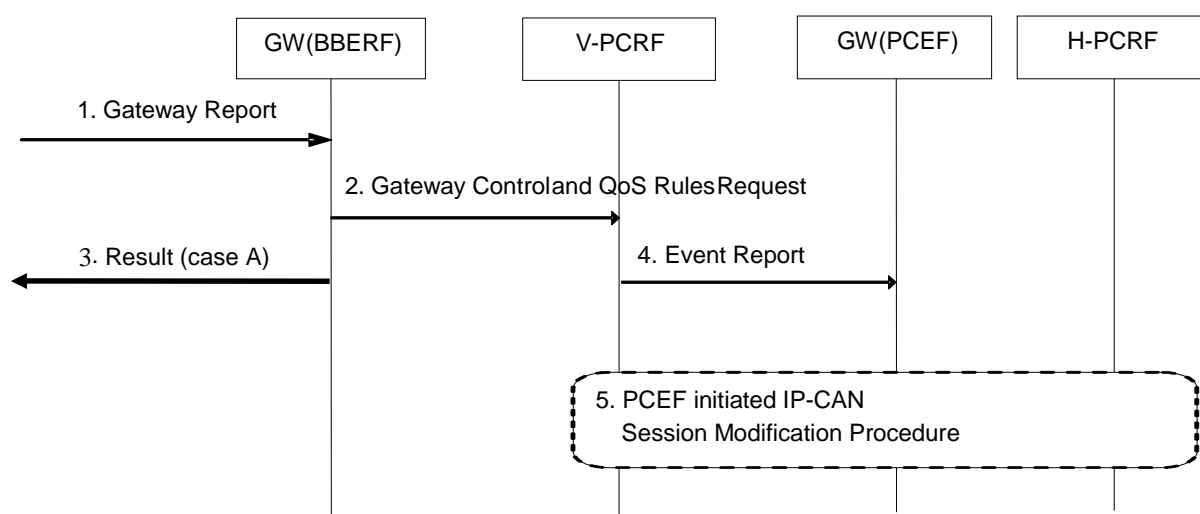 GW(BBERF)
V-PCRF
GW(PCEF)
H-PCRF
1. Gateway Report
2. Gateway Controland QoS RulesRequest
3. Result (case A)
4. Event Report
5. PCEF initiated IP-CAN
Session Modification Procedure